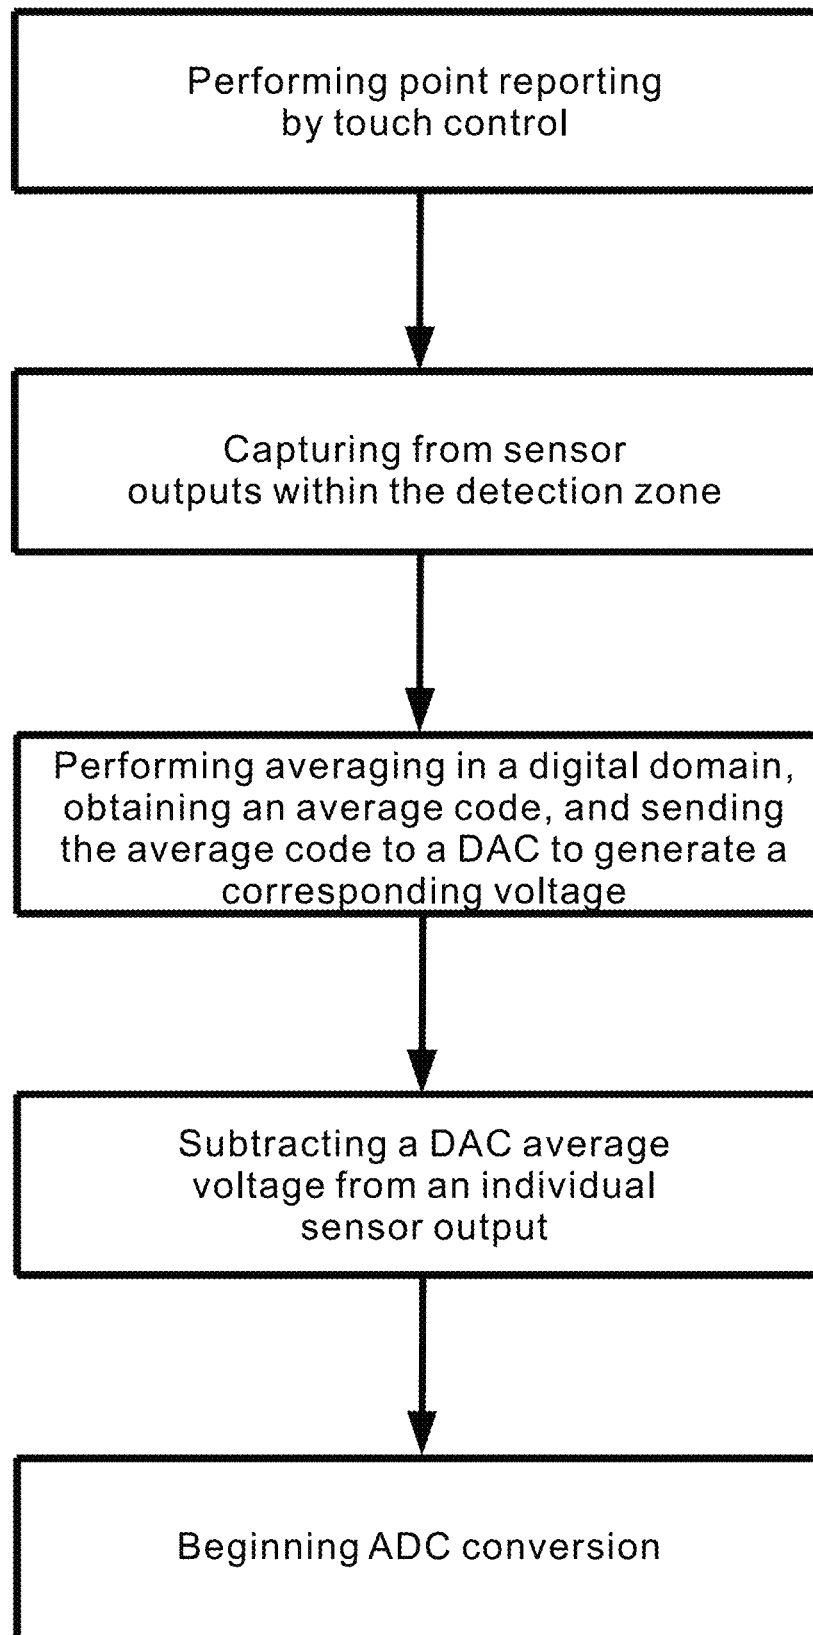 Performing point reporting
by touch control
Capturing from sensor
outputs within the detection zone
Performing averaging in a digital domain,
obtaining an average code, and sending
the average code to a DAC to generate a
corresponding voltage
Subtracting a DAC average
voltage from an individual
sensor output
Beginning ADC conversion